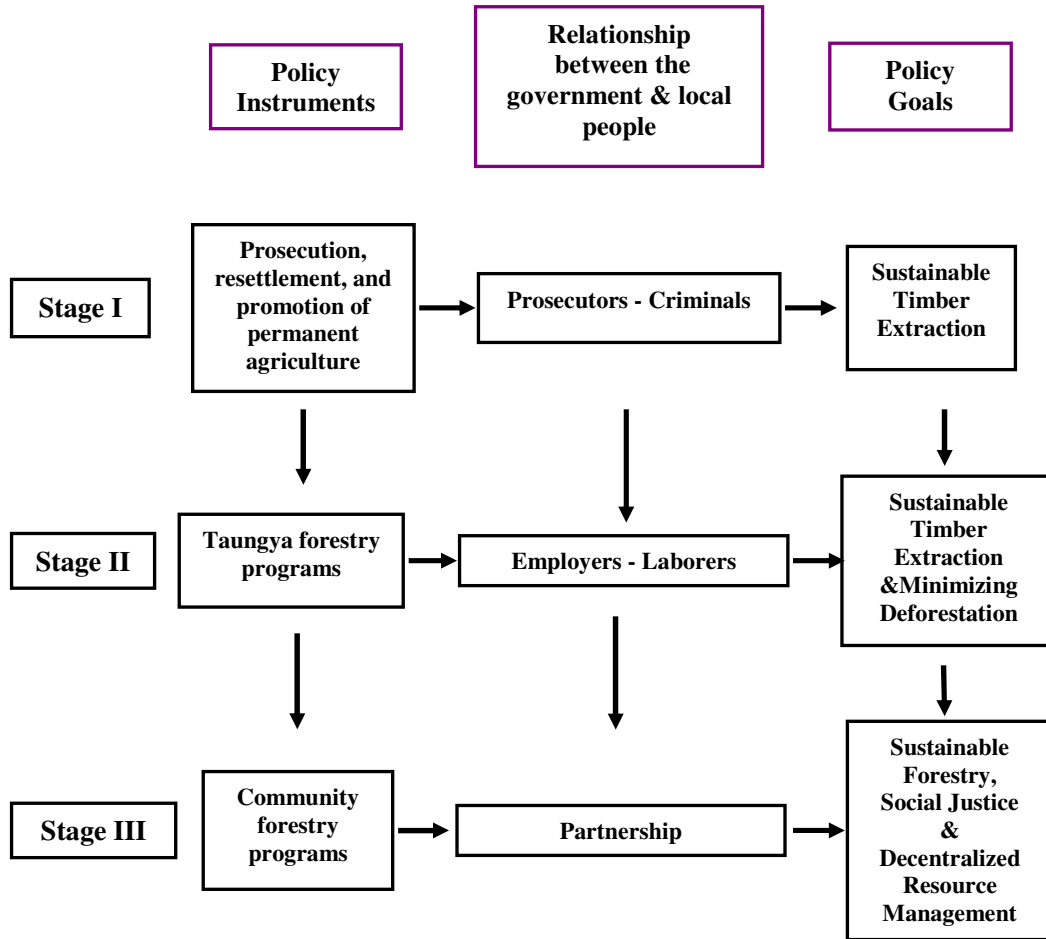 Policy
Instruments
Relationship
between the
government & local
people
Policy
Goals
Stage I
Prosecution,
resettlement, and
promotion of
permanent
agriculture
Prosecutors - Criminals
Sustainable
Timber
Extraction
Stage II
Taungya forestry
programs
Employers - Laborers
Sustainable
Timber
Extraction
&Minimizing
Deforestation
Stage III
Community
forestry
programs
Partnership
Sustainable
Forestry,
Social Justice
&
Decentralized
Resource
Management